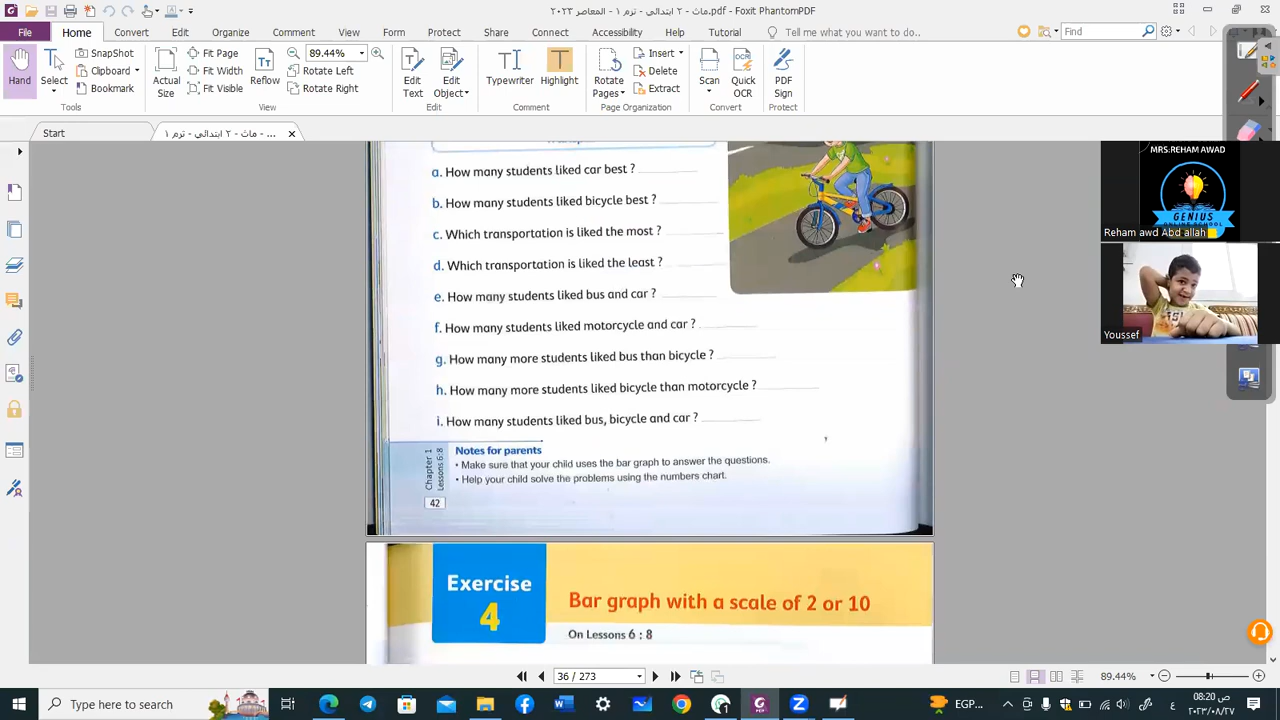 ماث - ٢ ابتدائي - ترم ١ - المعاصر ٢٠٢٣.pdf - Foxit PhantomPDF
File Home Convert Edit Organize Comment View Form Protect Share Connect Accessibility Help Tutorial Tell me what you want to do... Find
SnapShot Fit Page 89.44% Rotate Left Insert
Hand Select Clipboard Actual Size Fit Width Reflow Edit Text Edit Object Typewriter Highlight Rotate Pages Delete Scan Quick OCR PDF Sign
Bookmark Fit Visible Rotate Right Extract
Tools View Edit Comment Page Organization Convert Protect
Start ماث - ٢ ابتدائي - ترم ١ - ...
MRS.REHAM AWAD
GENIUS
ONLINE SCHOOL
Reham awd Abd allah
Youssef
a. How many students liked car best ?
b. How many students liked bicycle best ?
c. Which transportation is liked the most ?
d. Which transportation is liked the least ?
e. How many students liked bus and car ?
f. How many students liked motorcycle and car ?
g. How many more students liked bus than bicycle ?
h. How many more students liked bicycle than motorcycle ?
i. How many students liked bus, bicycle and car ?
Chapter 1
Lessons 6:8
Notes for parents
• Make sure that your child uses the bar graph to answer the questions.
• Help your child solve the problems using the numbers chart.
42
Exercise
4
Bar graph with a scale of 2 or 10
On Lessons 6 : 8
36 / 273 89.44%
Type here to search EGP... 08:20 ص
٢٠٢٣/٠٨/٢٧